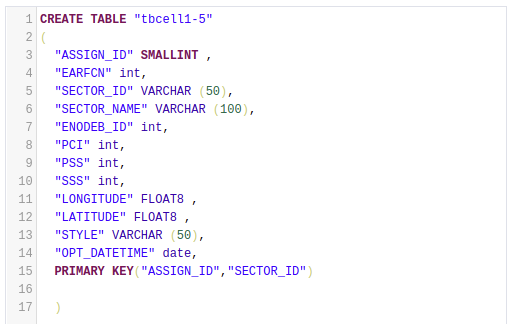 1 CREATE TABLE "tbcell1-5"
2 (
3 "ASSIGN_ID" SMALLINT ,
4 "EARFCN" int,
5 "SECTOR_ID" VARCHAR (50),
6 "SECTOR_NAME" VARCHAR (100),
7 "ENODEB_ID" int,
8 "PCI" int,
9 "PSS" int,
10 "SSS" int,
11 "LONGITUDE" FLOAT8 ,
12 "LATITUDE" FLOAT8 ,
13 "STYLE" VARCHAR (50),
14 "OPT_DATETIME" date,
15 PRIMARY KEY("ASSIGN_ID","SECTOR_ID")
16
17 )